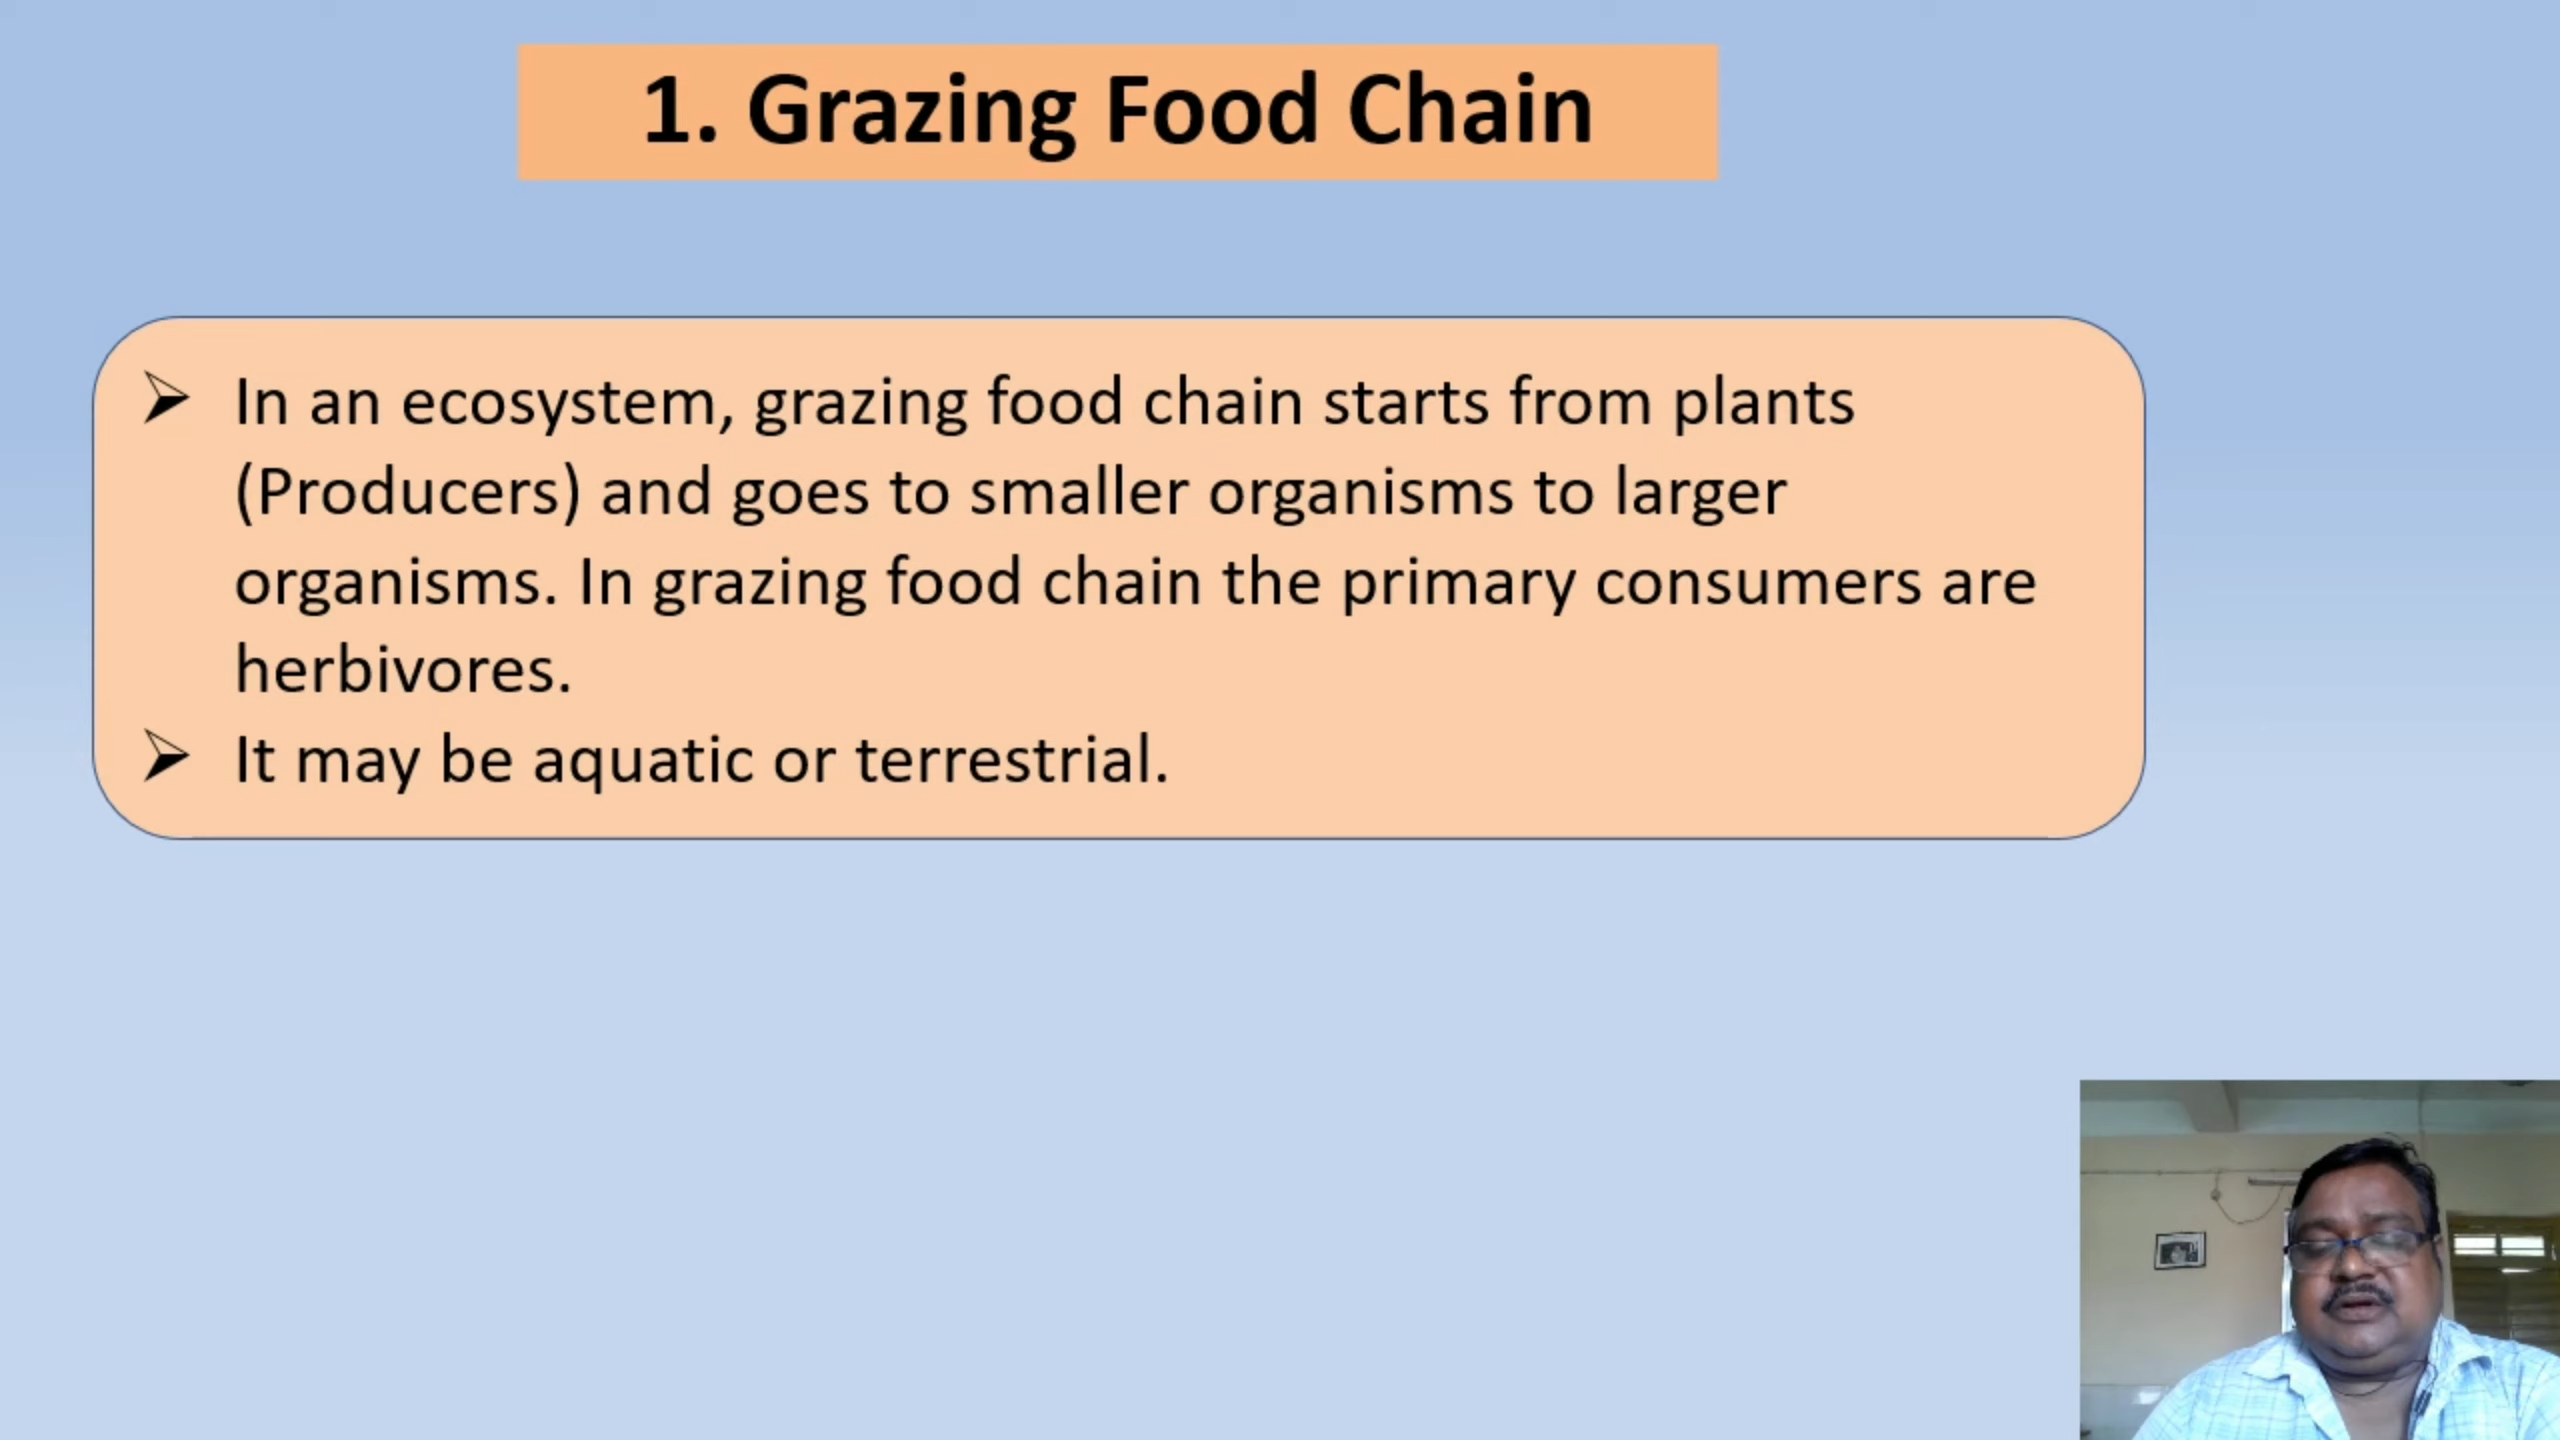 1. Grazing Food Chain
➢ In an ecosystem, grazing food chain starts from plants
(Producers) and goes to smaller organisms to larger
organisms. In grazing food chain the primary consumers are
herbivores.
➢ It may be aquatic or terrestrial.